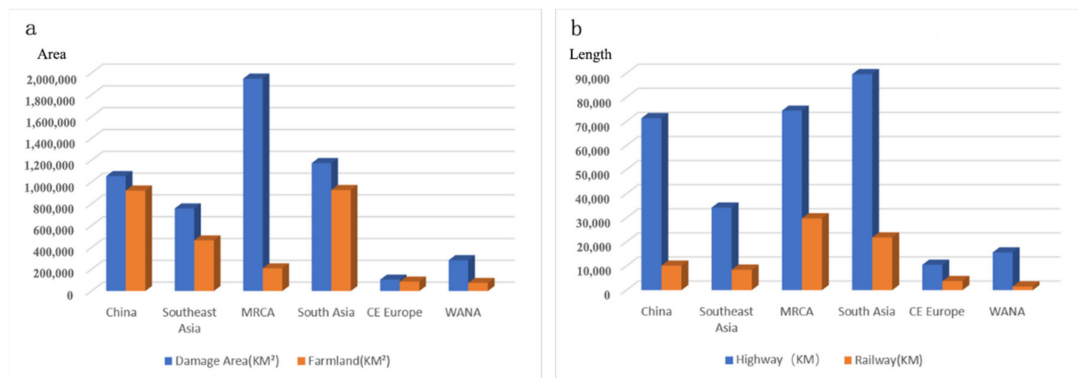 a
Area
2,000,000
1,800,000
1,600,000
1,400,000
1,200,000
1,000,000
800,000
600,000
400,000
200,000
0
China
Southeast
Asia
MRCA
South Asia
CE Europe
WANA
Damage Area(KM²)
Farmland(KM²)
b
Length
90,000
80,000
70,000
60,000
50,000
40,000
30,000
20,000
10,000
0
China
Southeast
Asia
MRCA
South Asia
CE Europe
WANA
Highway（KM）
Railway(KM)